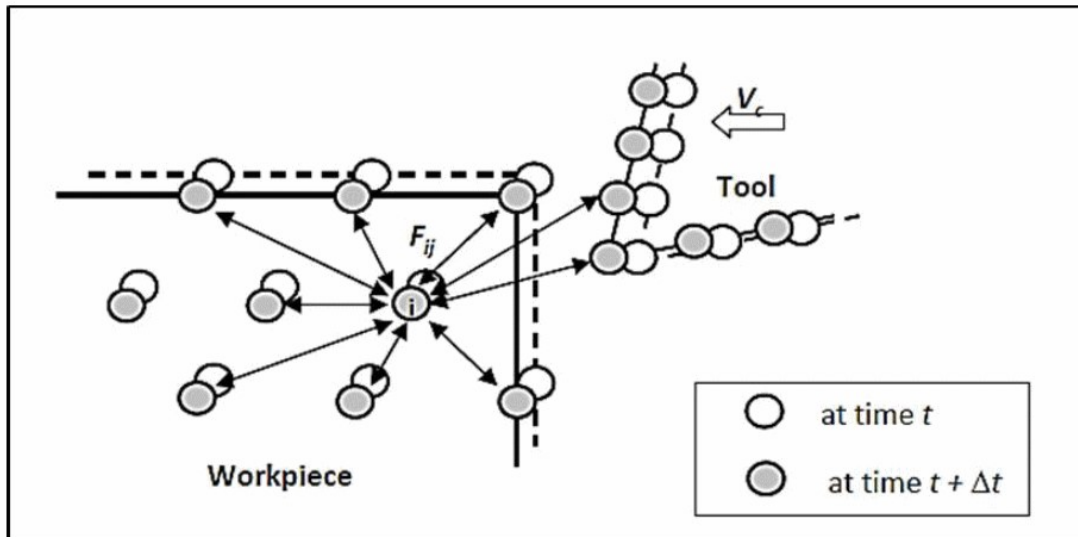 V_c
Tool
F_ij
i
Workpiece
at time t
at time t + Δt